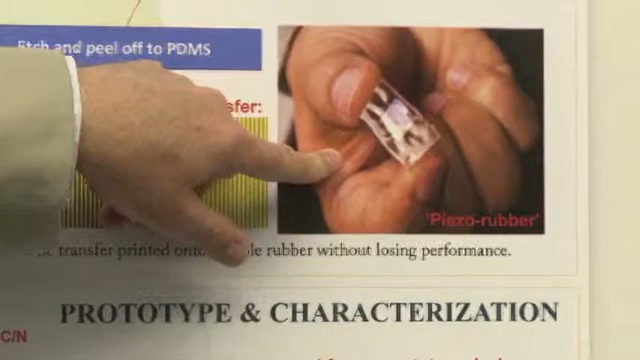 Etch and peel off to PDMS
sfer:
'Piezo-rubber'
be transfer printed onto le rubber without losing performance.
PROTOTYPE & CHARACTERIZATION
C/N